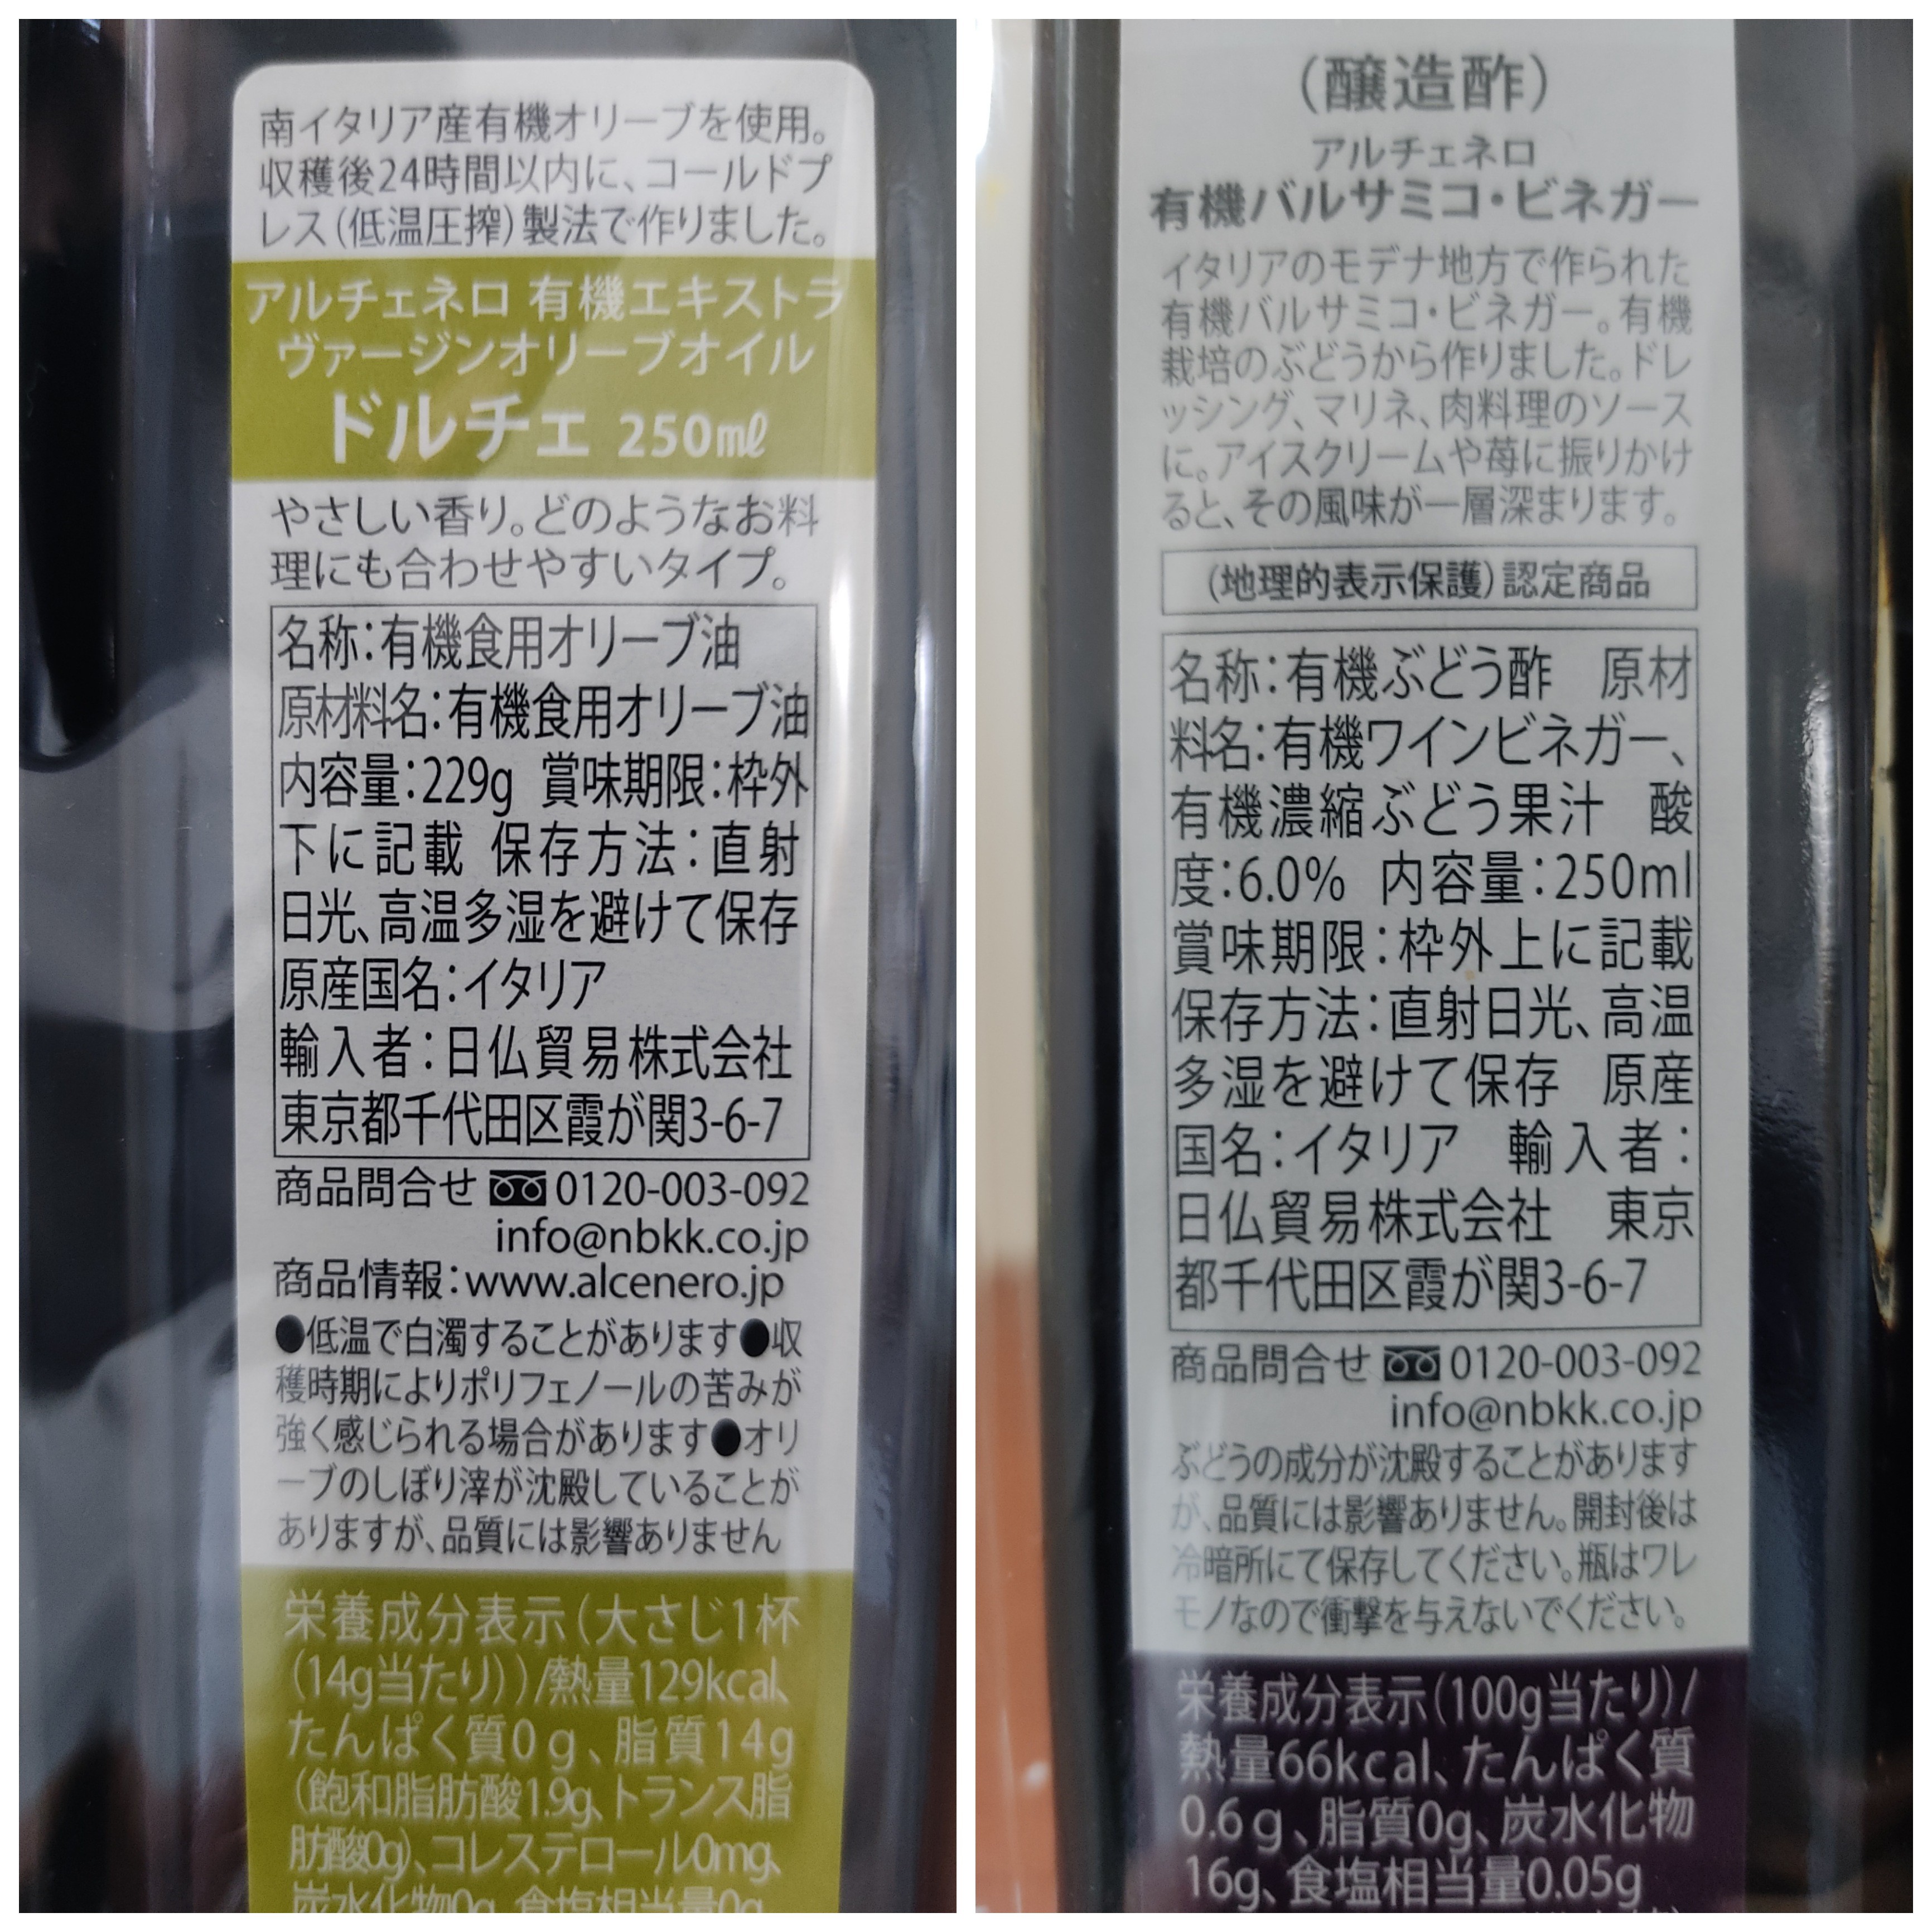 南イタリア産有機オリーブを使用。
収穫後24時間以内に、コールドプ
レス(低温圧搾)製法で作りました。
アルチェネロ 有機エキストラ
ヴァージンオリーブオイル
ドルチェ 250㎖
やさしい香り。どのようなお料
理にも合わせやすいタイプ。
名称:有機食用オリーブ油
原材料名:有機食用オリーブ油
内容量:229g 賞味期限:枠外
下に記載 保存方法:直射
日光、高温多湿を避けて保存
原産国名:イタリア
輸入者:日仏貿易株式会社
東京都千代田区霞が関3-6-7
商品問合せ 0120-003-092
info@nbkk.co.jp
商品情報:www.alcenero.jp
●低温で白濁することがあります●収
穫時期によりポリフェノールの苦みが
強く感じられる場合があります●オリ
ーブのしぼり滓が沈殿していることが
ありますが、品質には影響ありません
栄養成分表示(大さじ1杯
(14g当たり))/熱量129kcal、
たんぱく質0g、脂質14g
(飽和脂肪酸1.9g、トランス脂
肪酸0g)、コレステロール0mg、
炭水化物0g、食塩相当量0g
(醸造酢)
アルチェネロ
有機バルサミコ・ビネガー
イタリアのモデナ地方で作られた
有機バルサミコ・ビネガー。有機
栽培のぶどうから作りました。ドレ
ッシング、マリネ、肉料理のソース
に。アイスクリームや苺に振りかけ
ると、その風味が一層深まります。
(地理的表示保護)認定商品
名称:有機ぶどう酢 原材
料名:有機ワインビネガー、
有機濃縮ぶどう果汁 酸
度:6.0% 内容量:250ml
賞味期限:枠外上に記載
保存方法:直射日光、高温
多湿を避けて保存 原産
国名:イタリア 輸入者:
日仏貿易株式会社 東京
都千代田区霞が関3-6-7
商品問合せ 0120-003-092
info@nbkk.co.jp
ぶどうの成分が沈殿することがあります
が、品質には影響ありません。開封後は
冷暗所にて保存してください。瓶はワレ
モノなので衝撃を与えないでください。
栄養成分表示(100g当たり)/
熱量66kcal、たんぱく質
0.6g、脂質0g、炭水化物
16g、食塩相当量0.05g